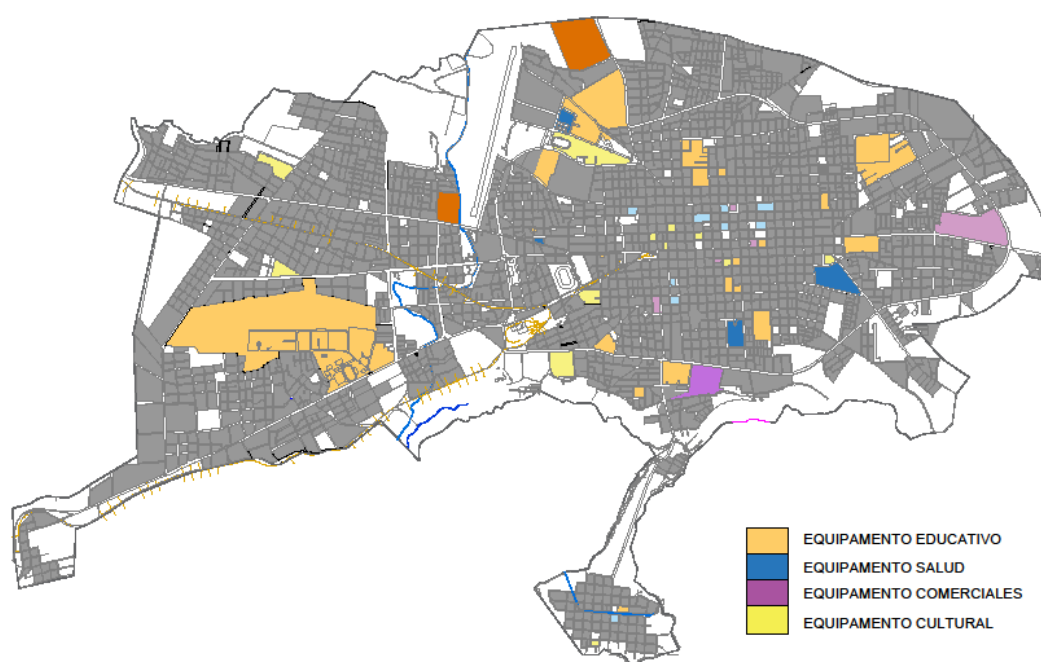 EQUIPAMENTO EDUCATIVO
EQUIPAMENTO SALUD
EQUIPAMENTO COMERCIALES
EQUIPAMENTO CULTURAL